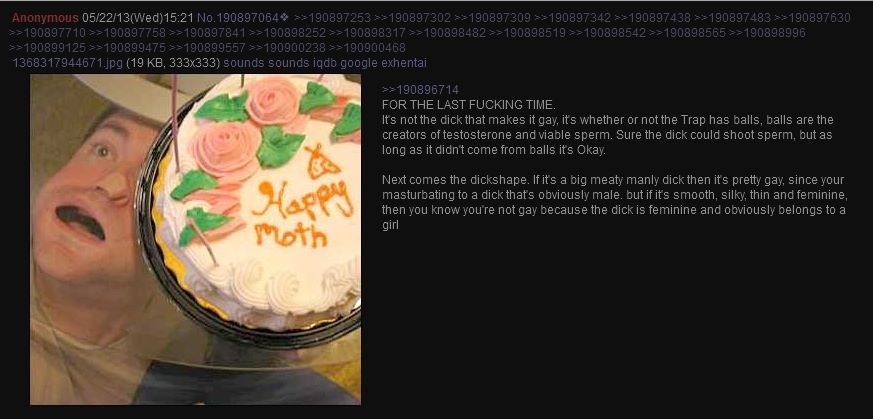 Anonymous 05/22/13(Wed)15:21 No.190897064❖ >>190897253 >>190897302 >>190897309 >>190897342 >>190897438 >>190897483 >>190897630
>>190897710 >>190897758 >>190897841 >>190898252 >>190898317 >>190898482 >>190898519 >>190898542 >>190898565 >>190898996
>>190899125 >>190899475 >>190899557 >>190900238 >>190900468
1368317944671.jpg (19 KB, 333x333) sounds sounds iqdb google exhentai
>>190896714
FOR THE LAST FUCKING TIME.
It's not the dick that makes it gay, it's whether or not the Trap has balls, balls are the
creators of testosterone and viable sperm. Sure the dick could shoot sperm, but as
long as it didn't come from balls it's Okay.
Next comes the dickshape. If it's a big meaty manly dick then it's pretty gay, since your
masturbating to a dick that's obviously male. but if it's smooth, silky, thin and feminine,
then you know you're not gay because the dick is feminine and obviously belongs to a
girl
Happy
moth